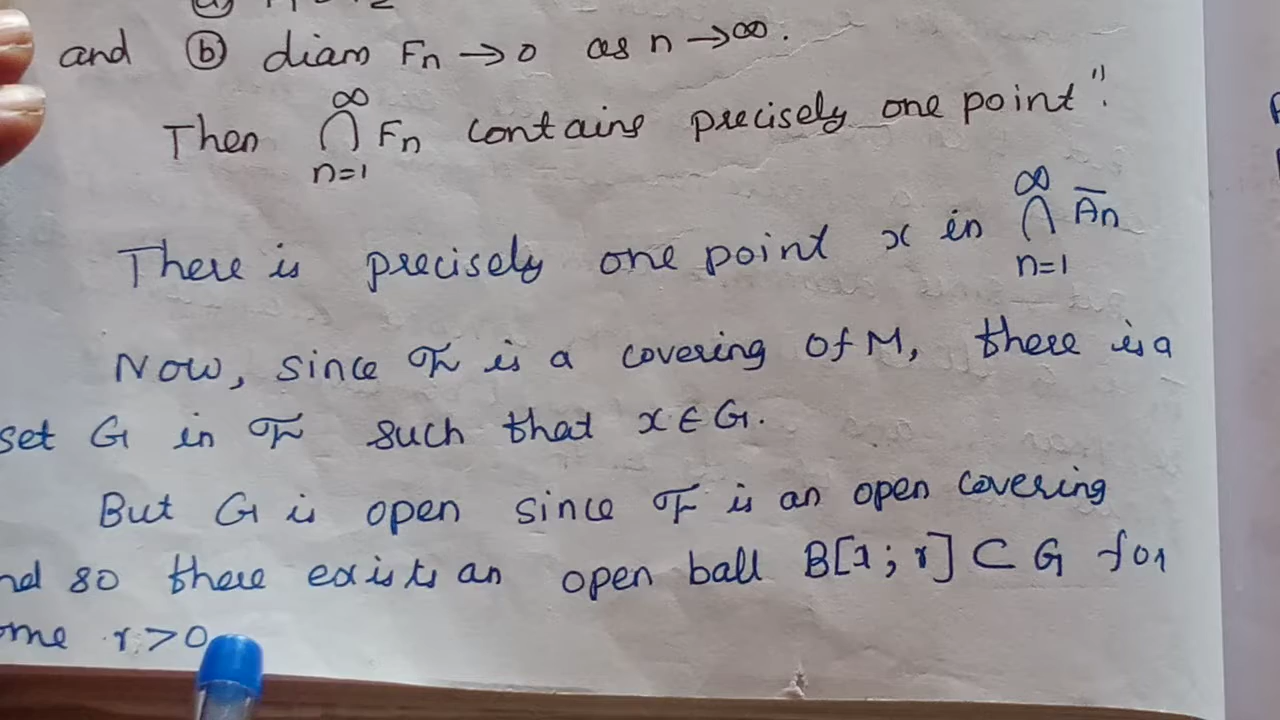 and ⓑ diam Fn → 0 as n → ∞.
Then ∞ ⋂ n=1 Fn contains precisely one point".
There is precisely one point x in ∞ ⋂ n=1 A̅n
Now, since ℱ is a covering of M, there is a
set G in ℱ such that x ∈ G.
But G is open since ℱ is an open covering
nd so there exists an open ball B[x; r] ⊂ G for
ome r > 0